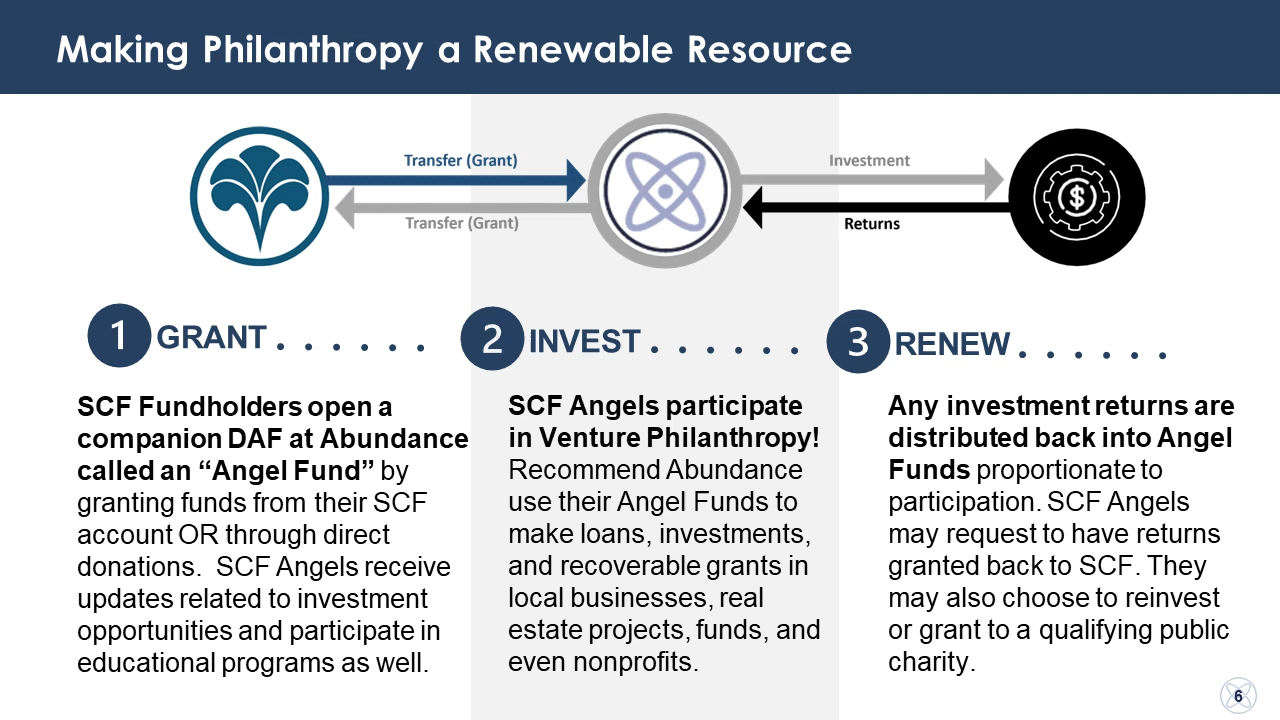 Making Philanthropy a Renewable Resource
Transfer (Grant)
Investment
Transfer (Grant)
Returns
$
1 GRANT . . . . . .
SCF Fundholders open a
companion DAF at Abundance
called an “Angel Fund” by
granting funds from their SCF
account OR through direct
donations.  SCF Angels receive
updates related to investment
opportunities and participate in
educational programs as well.
2 INVEST . . . . . .
SCF Angels participate
in Venture Philanthropy!
Recommend Abundance
use their Angel Funds to
make loans, investments,
and recoverable grants in
local businesses, real
estate projects, funds, and
even nonprofits.
3 RENEW . . . . . .
Any investment returns are
distributed back into Angel
Funds proportionate to
participation. SCF Angels
may request to have returns
granted back to SCF. They
may also choose to reinvest
or grant to a qualifying public
charity.
6